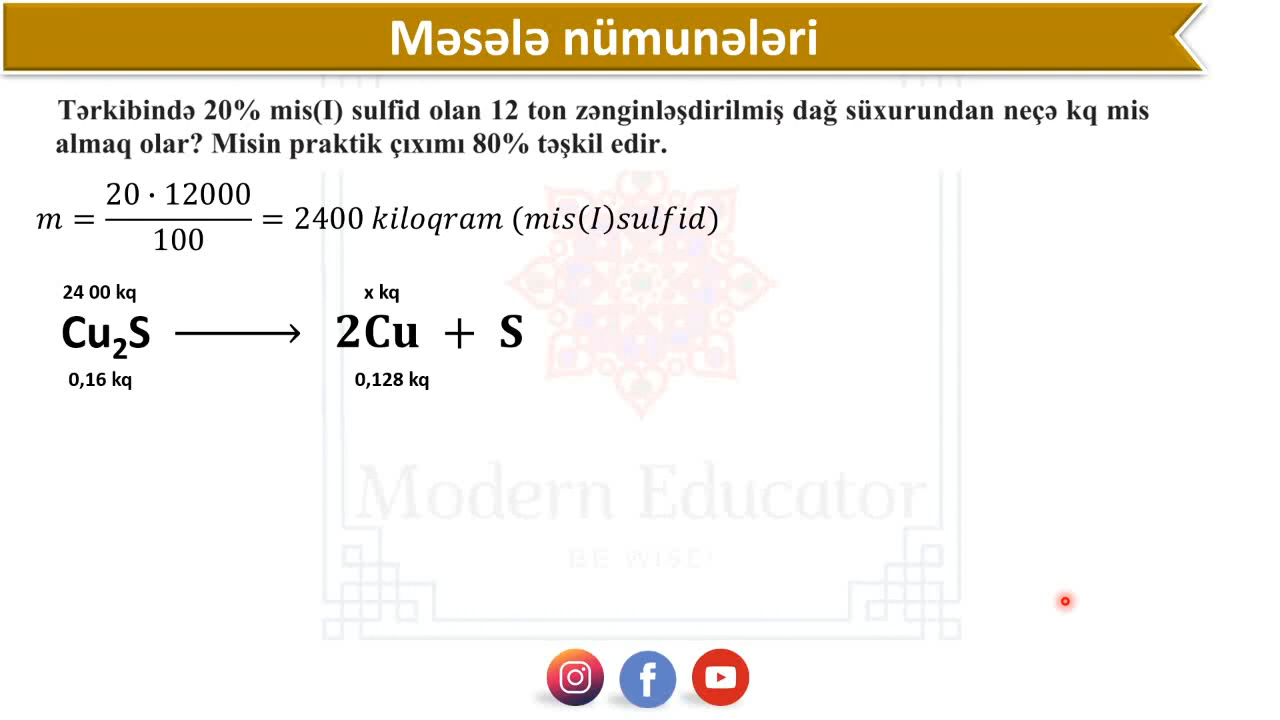 Məsələ nümunələri
Tərkibində 20% mis(I) sulfid olan 12 ton zənginləşdirilmiş dağ süxurundan neçə kq mis
almaq olar? Misin praktik çıxımı 80% təşkil edir.
m = 20 · 12000 / 100 = 2400 kiloqram (mis(I)sulfid)
24 00 kq x kq
Cu₂S ⟶ 2Cu + S
0,16 kq 0,128 kq
Modern Educator
BE WISE!